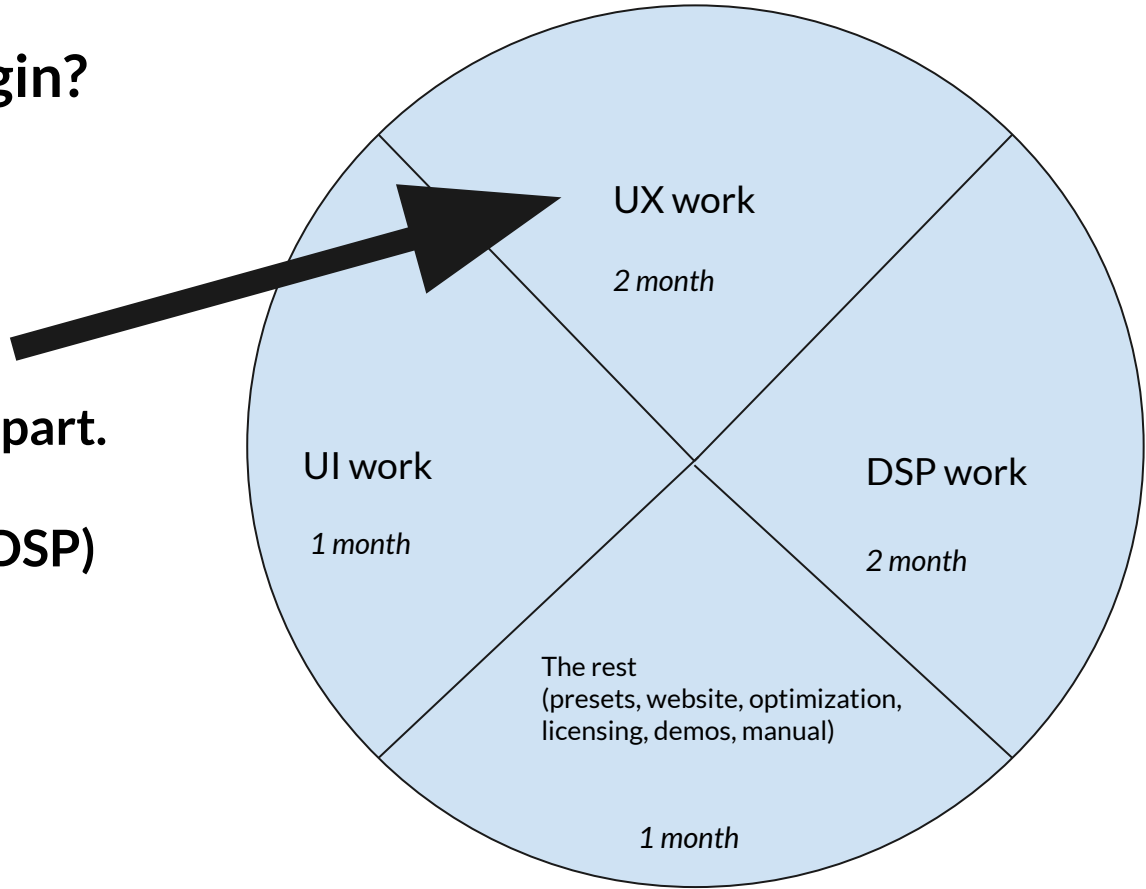 gin?
UX work
2 month
part.
UI work
DSP work
DSP)
1 month
2 month
The rest
(presets, website, optimization,
licensing, demos, manual)
1 month